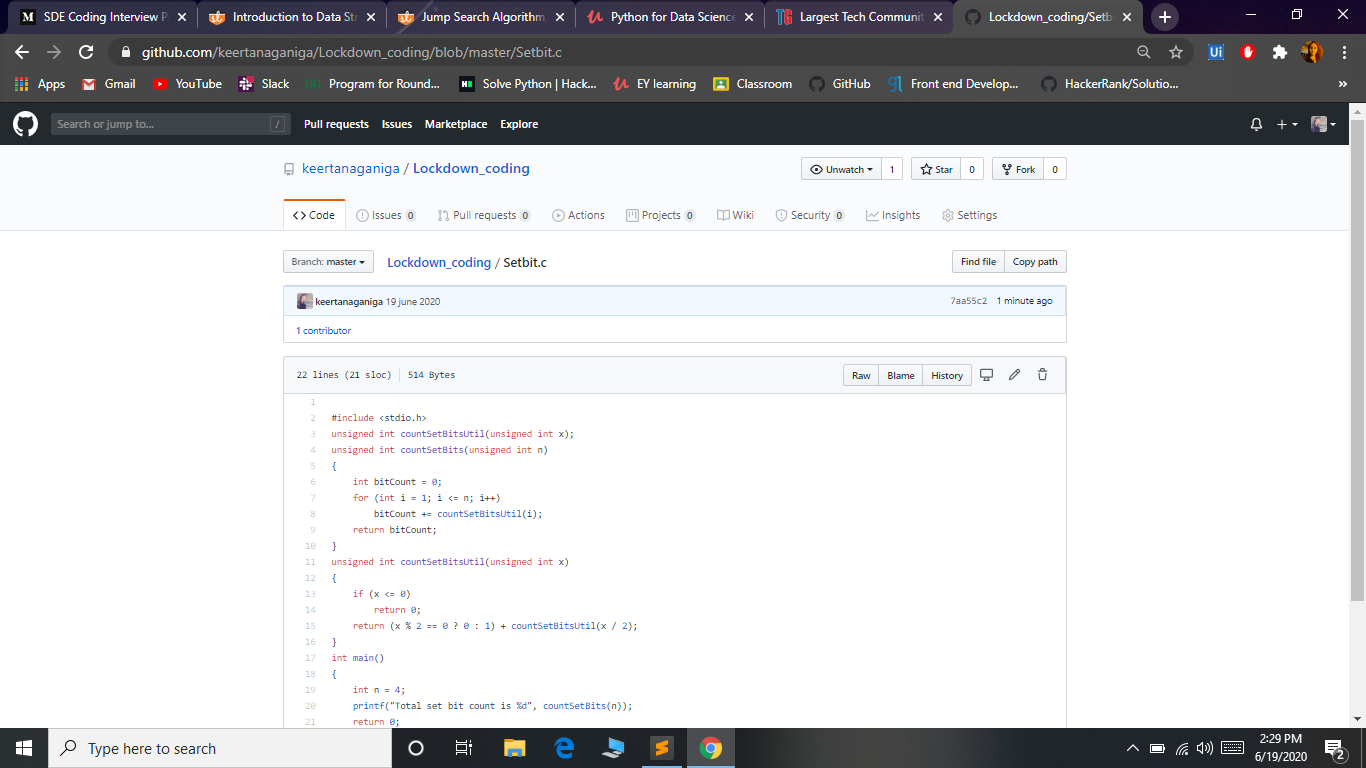 SDE Coding Interview P
Introduction to Data Str
Jump Search Algorithm
Python for Data Science
Largest Tech Communit
Lockdown_coding/Setb
github.com/keertanaganiga/Lockdown_coding/blob/master/Setbit.c
Apps Gmail YouTube Slack Program for Round... Solve Python | Hack... EY learning Classroom GitHub Front end Develop... HackerRank/Solutio... »
Search or jump to... / Pull requests Issues Marketplace Explore
keertanaganiga / Lockdown_coding Unwatch 1 Star 0 Fork 0
Code Issues 0 Pull requests 0 Actions Projects 0 Wiki Security 0 Insights Settings
Branch: master Lockdown_coding / Setbit.c Find file Copy path
keertanaganiga 19 june 2020 7aa55c2 1 minute ago
1 contributor
22 lines (21 sloc) 514 Bytes Raw Blame History
1
2 #include <stdio.h>
3 unsigned int countSetBitsUtil(unsigned int x);
4 unsigned int countSetBits(unsigned int n)
5 {
6 int bitCount = 0;
7 for (int i = 1; i <= n; i++)
8 bitCount += countSetBitsUtil(i);
9 return bitCount;
10 }
11 unsigned int countSetBitsUtil(unsigned int x)
12 {
13 if (x <= 0)
14 return 0;
15 return (x % 2 == 0 ? 0 : 1) + countSetBitsUtil(x / 2);
16 }
17 int main()
18 {
19 int n = 4;
20 printf("Total set bit count is %d", countSetBits(n));
21 return 0;
Type here to search
2:29 PM
6/19/2020
2